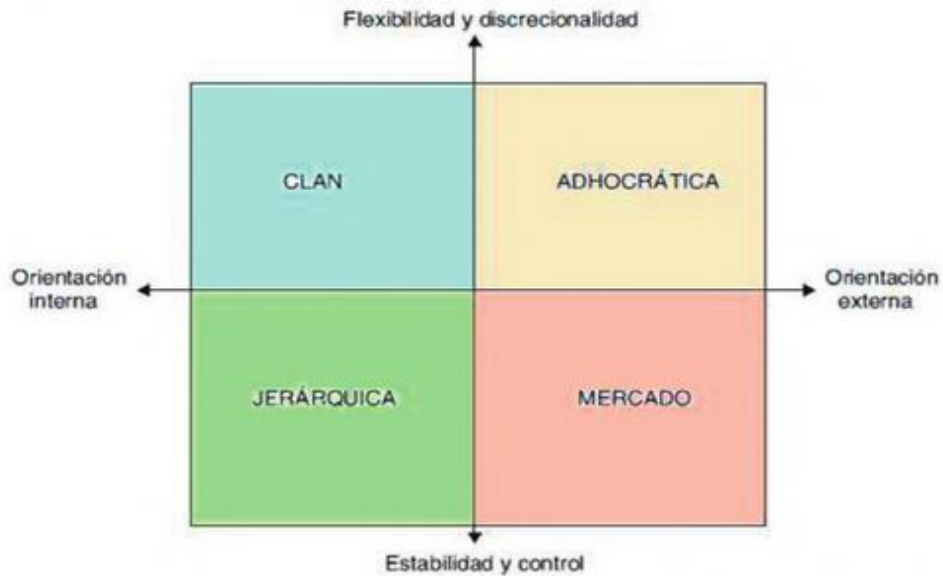 Flexibilidad y discrecionalidad
CLAN
ADHOCRÁTICA
Orientación
interna
Orientación
externa
JERÁRQUICA
MERCADO
Estabilidad y control